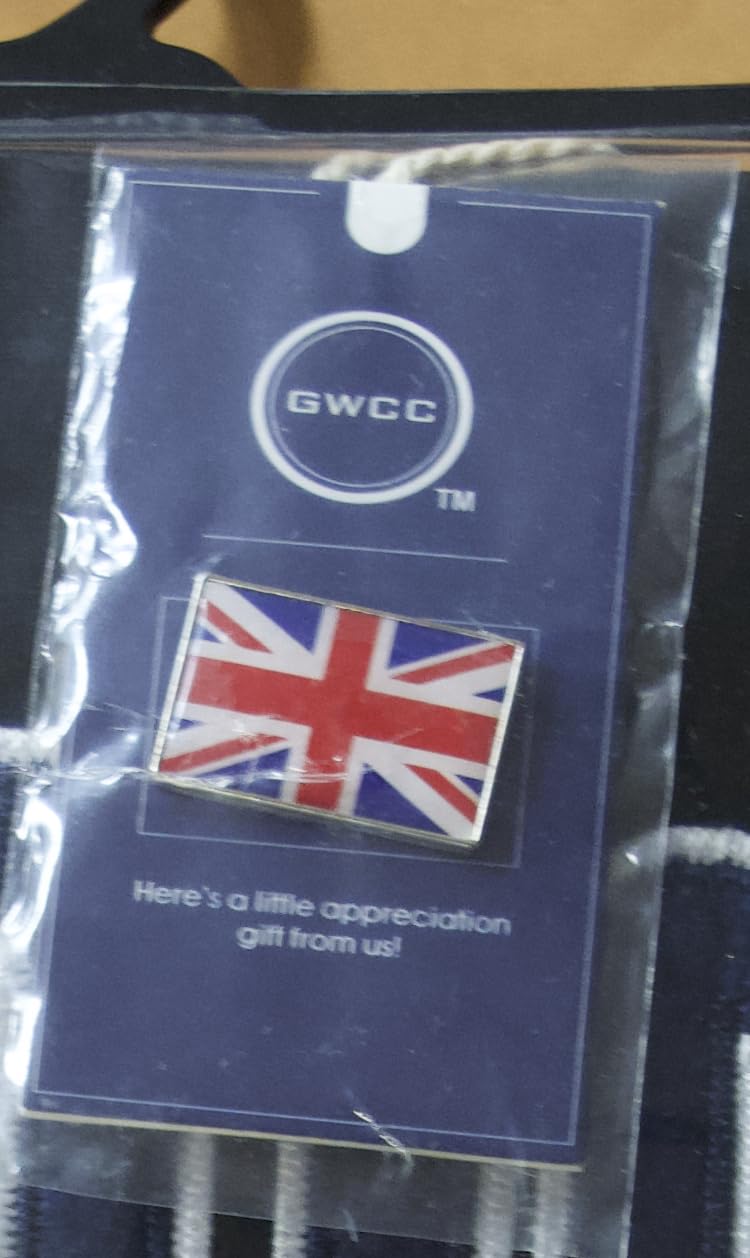 GWCC
TM
Here's a little appreciation
gift from us!